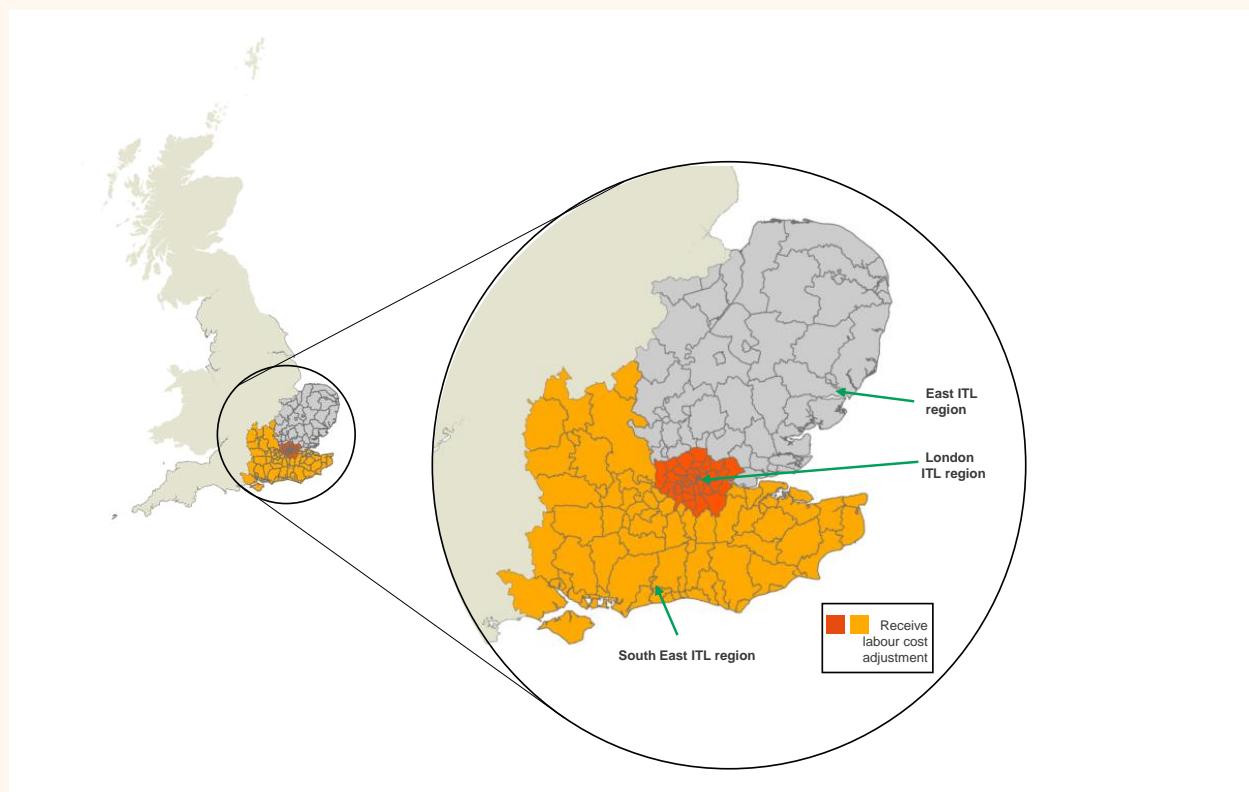 East ITL
region
London
ITL region
South East ITL region
Receive
labour cost
adjustment